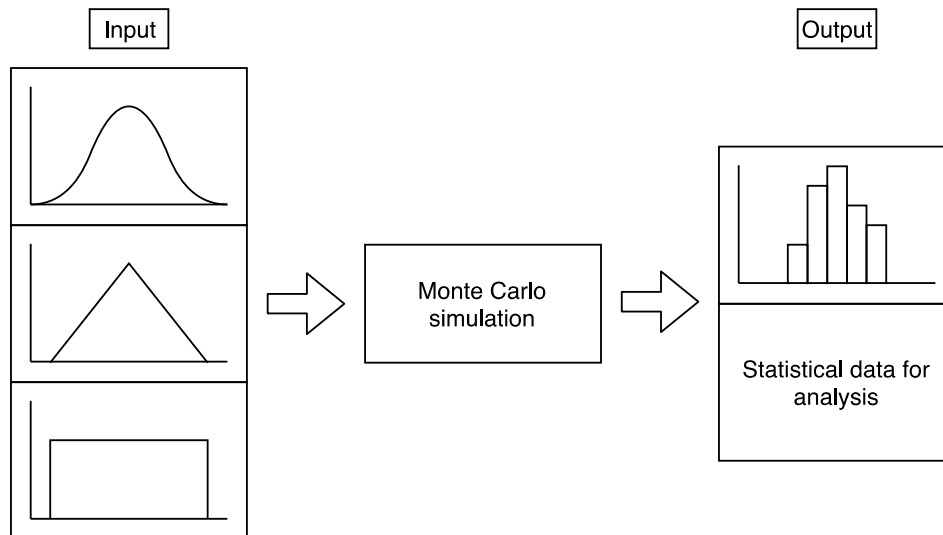 Input
Output
Monte Carlo
simulation
Statistical data for
analysis